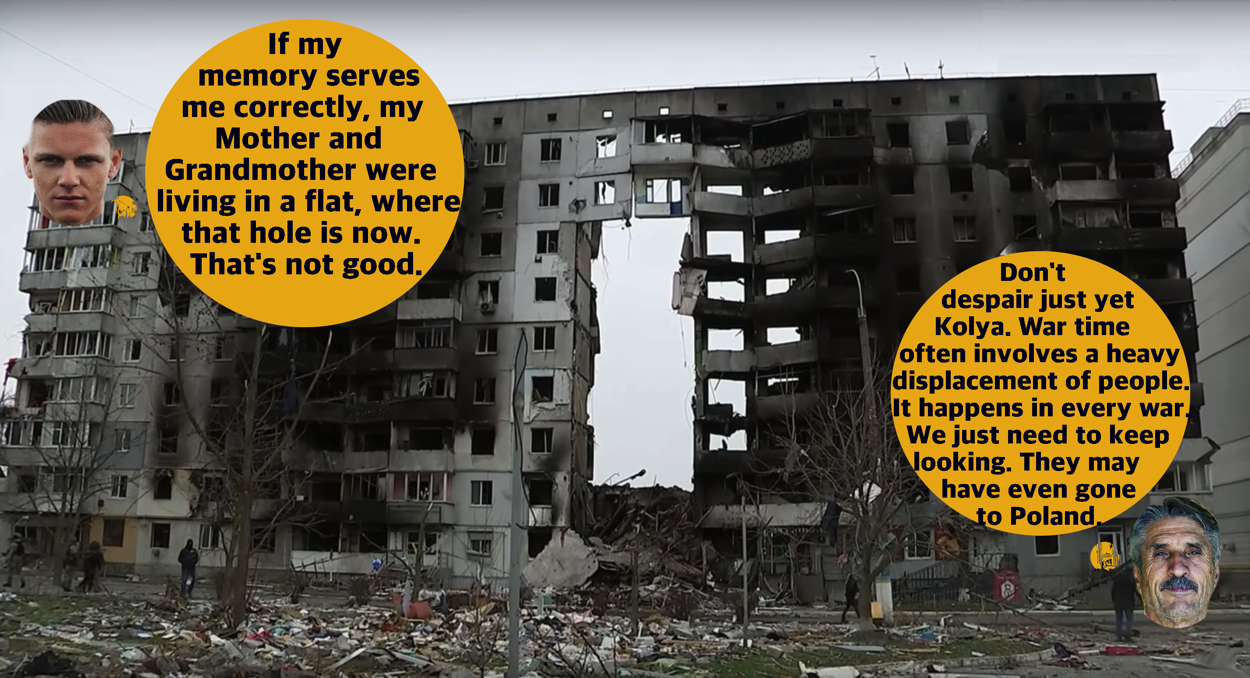 If my
memory serves
me correctly, my
Mother and
Grandmother were
living in a flat, where
that hole is now.
That's not good.
Don't
despair just yet
Kolya. War time
often involves a heavy
displacement of people.
It happens in every war.
We just need to keep
looking. They may
have even gone
to Poland.